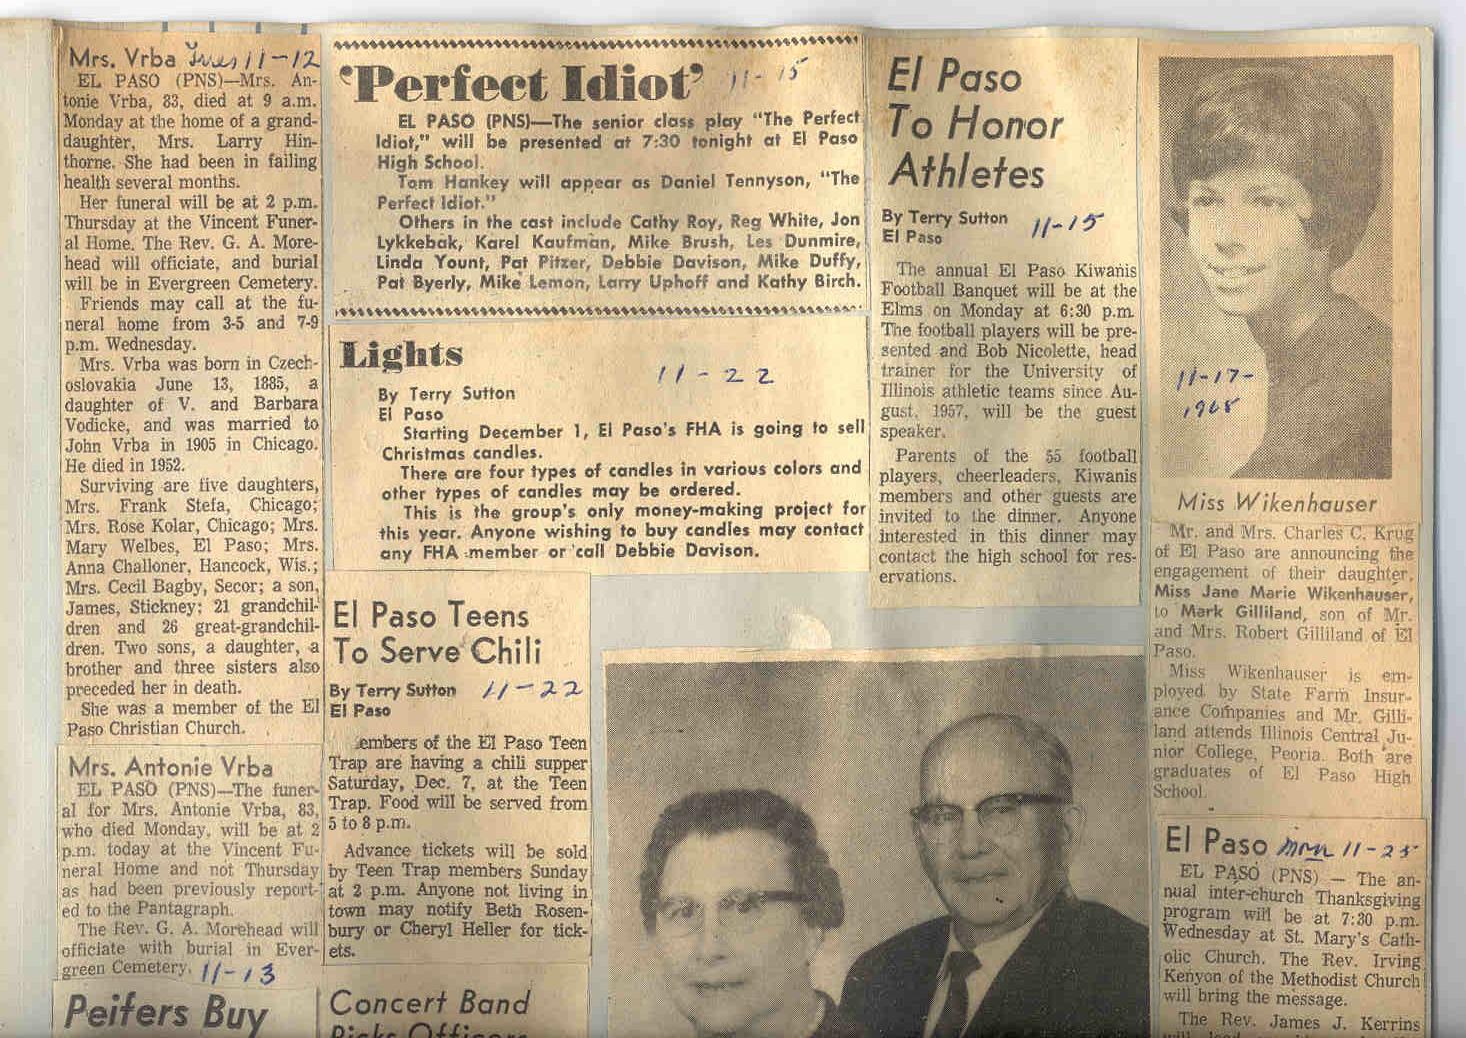 Mrs. Vrba Tues 11-12
EL PASO (PNS)—Mrs. An-
tonie Vrba, 83, died at 9 a.m.
Monday at the home of a grand-
daughter, Mrs. Larry Hin-
thorne. She had been in failing
health several months.
Her funeral will be at 2 p.m.
Thursday at the Vincent Funer-
al Home. The Rev. G. A. More-
head will officiate, and burial
will be in Evergreen Cemetery.
Friends may call at the fu-
neral home from 3-5 and 7-9
p.m. Wednesday.
Mrs. Vrba was born in Czech-
oslovakia June 13, 1885, a
daughter of V. and Barbara
Vodicke, and was married to
John Vrba in 1905 in Chicago.
He died in 1952.
Surviving are five daughters,
Mrs. Frank Stefa, Chicago;
Mrs. Rose Kolar, Chicago; Mrs.
Mary Welbes, El Paso; Mrs.
Anna Challoner, Hancock, Wis.;
Mrs. Cecil Bagby, Secor; a son,
James, Stickney; 21 grandchil-
dren and 26 great-grandchil-
dren. Two sons, a daughter, a
brother and three sisters also
preceded her in death.
She was a member of the El
Paso Christian Church.
Mrs. Antonie Vrba
EL PASO (PNS)—The funer-
al for Mrs. Antonie Vrba, 83,
who died Monday, will be at 2
p.m. today at the Vincent Fu-
neral Home and not Thursday
as had been previously report-
ed to the Pantagraph.
The Rev. G. A. Morehead will
officiate with burial in Ever-
green Cemetery. 11-13
Peifers Buy
'Perfect Idiot' 11-15
EL PASO (PNS)—The senior class play "The Perfect
Idiot," will be presented at 7:30 tonight at El Paso
High School.
Tom Hankey will appear as Daniel Tennyson, "The
Perfect Idiot."
Others in the cast include Cathy Roy, Reg White, Jon
Lykkebak, Karel Kaufman, Mike Brush, Les Dunmire,
Linda Yount, Pat Pitzer, Debbie Davison, Mike Duffy,
Pat Byerly, Mike Lemon, Larry Uphoff and Kathy Birch.
Lights
11-22
By Terry Sutton
El Paso
Starting December 1, El Paso's FHA is going to sell
Christmas candles.
There are four types of candles in various colors and
other types of candles may be ordered.
This is the group's only money-making project for
this year. Anyone wishing to buy candles may contact
any FHA member or call Debbie Davison.
El Paso Teens
To Serve Chili
By Terry Sutton 11-22
El Paso
embers of the El Paso Teen
Trap are having a chili supper
Saturday, Dec. 7, at the Teen
Trap. Food will be served from
5 to 8 p.m.
Advance tickets will be sold
by Teen Trap members Sunday
at 2 p.m. Anyone not living in
town may notify Beth Rosen-
bury or Cheryl Heller for tick-
ets.
Concert Band
Picks Officers
El Paso
To Honor
Athletes
By Terry Sutton
El Paso 11-15
The annual El Paso Kiwanis
Football Banquet will be at the
Elms on Monday at 6:30 p.m.
The football players will be pre-
sented and Bob Nicolette, head
trainer for the University of
Illinois athletic teams since Au-
gust, 1957, will be the guest
speaker.
Parents of the 55 football
players, cheerleaders, Kiwanis
members and other guests are
invited to the dinner. Anyone
interested in this dinner may
contact the high school for res-
ervations.
11-17-
1968
Miss Wikenhauser
Mr. and Mrs. Charles C. Krug
of El Paso are announcing the
engagement of their daughter,
Miss Jane Marie Wikenhauser,
to Mark Gilliland, son of Mr.
and Mrs. Robert Gilliland of El
Paso.
Miss Wikenhauser is em-
ployed by State Farm Insur-
ance Companies and Mr. Gilli-
land attends Illinois Central Ju-
nior College, Peoria. Both are
graduates of El Paso High
School.
El Paso Mon 11-25
EL PASO (PNS) — The an-
nual inter-church Thanksgiving
program will be at 7:30 p.m.
Wednesday at St. Mary's Cath-
olic Church. The Rev. Irving
Kenyon of the Methodist Church
will bring the message.
The Rev. James J. Kerrins